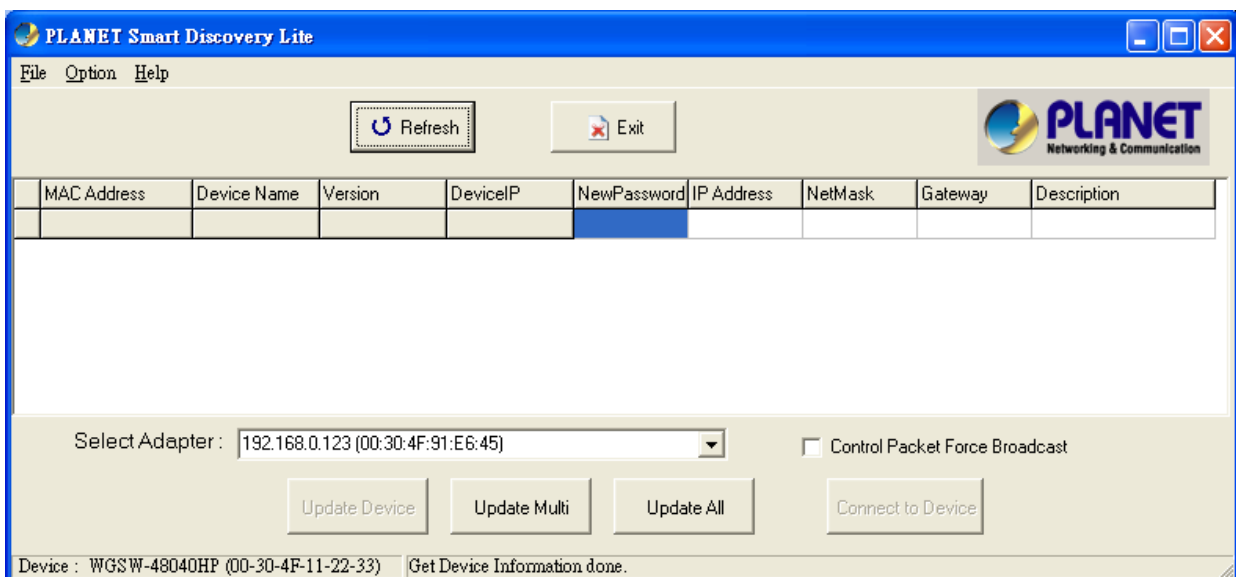 PLANET Smart Discovery Lite
File Option Help
Refresh Exit
PLANET
Networking & Communication
MAC Address Device Name Version DeviceIP NewPassword IP Address NetMask Gateway Description
Select Adapter : 192.168.0.123 (00:30:4F:91:E6:45) Control Packet Force Broadcast
Update Device Update Multi Update All Connect to Device
Device : WGSW-48040HP (00-30-4F-11-22-33) Get Device Information done.